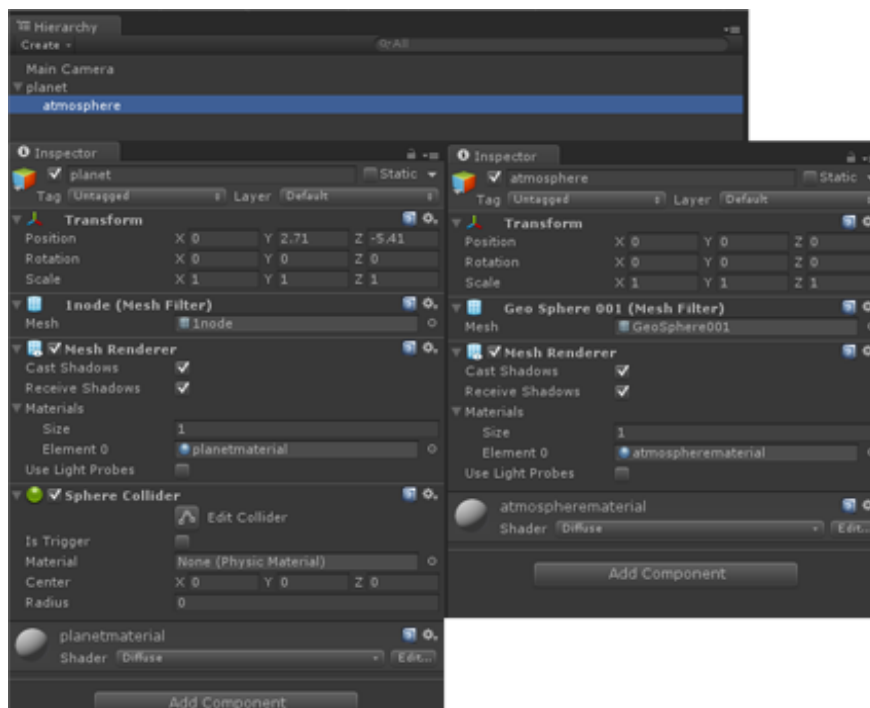 Hierarchy
Create
All
Main Camera
planet
atmosphere
Inspector
planet Static
Tag Untagged Layer Default
Transform
Position X 0 Y 2.71 Z -5.41
Rotation X 0 Y 0 Z 0
Scale X 1 Y 1 Z 1
1node (Mesh Filter)
Mesh 1node
Mesh Renderer
Cast Shadows
Receive Shadows
Materials
Size 1
Element 0 planetmaterial
Use Light Probes
Sphere Collider
Edit Collider
Is Trigger
Material None (Physic Material)
Center X 0 Y 0 Z 0
Radius 0
planetmaterial
Shader Diffuse Edit...
Add Component
Inspector
atmosphere Static
Tag Untagged Layer Default
Transform
Position X 0 Y 0 Z 0
Rotation X 0 Y 0 Z 0
Scale X 1 Y 1 Z 1
Geo Sphere 001 (Mesh Filter)
Mesh GeoSphere001
Mesh Renderer
Cast Shadows
Receive Shadows
Materials
Size 1
Element 0 atmospherematerial
Use Light Probes
atmospherematerial
Shader Diffuse Edit...
Add Component